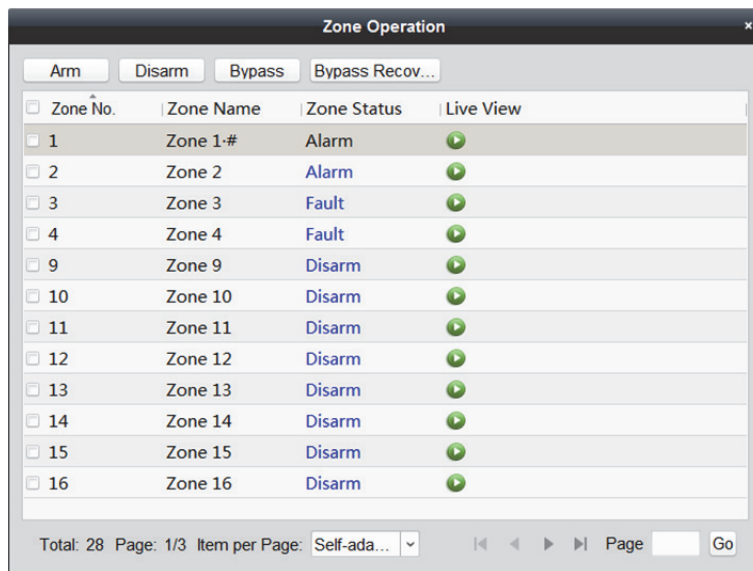 Zone Operation ×
Arm Disarm Bypass Bypass Recov...
Zone No. Zone Name Zone Status Live View
1 Zone 1·# Alarm
2 Zone 2 Alarm
3 Zone 3 Fault
4 Zone 4 Fault
9 Zone 9 Disarm
10 Zone 10 Disarm
11 Zone 11 Disarm
12 Zone 12 Disarm
13 Zone 13 Disarm
14 Zone 14 Disarm
15 Zone 15 Disarm
16 Zone 16 Disarm
Total: 28 Page: 1/3 Item per Page: Self-ada... Page Go